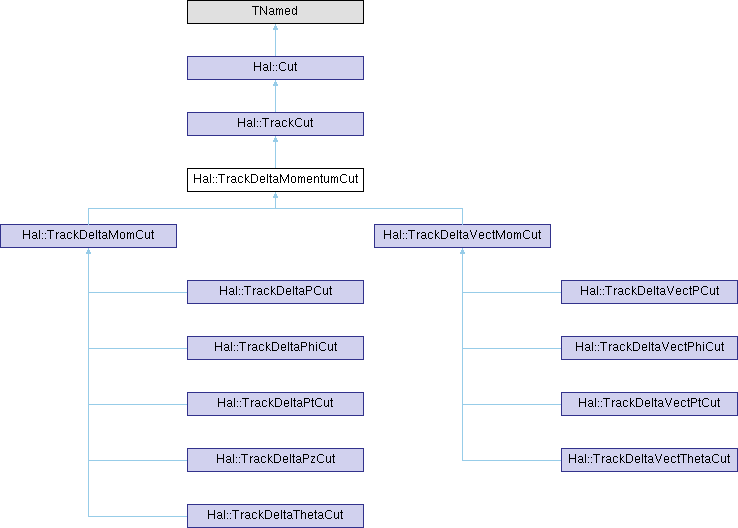 TNamed
Hal::Cut
Hal::TrackCut
Hal::TrackDeltaMomentumCut
Hal::TrackDeltaMomCut
Hal::TrackDeltaVectMomCut
Hal::TrackDeltaPCut
Hal::TrackDeltaVectPCut
Hal::TrackDeltaPhiCut
Hal::TrackDeltaVectPhiCut
Hal::TrackDeltaPtCut
Hal::TrackDeltaVectPtCut
Hal::TrackDeltaPzCut
Hal::TrackDeltaVectThetaCut
Hal::TrackDeltaThetaCut